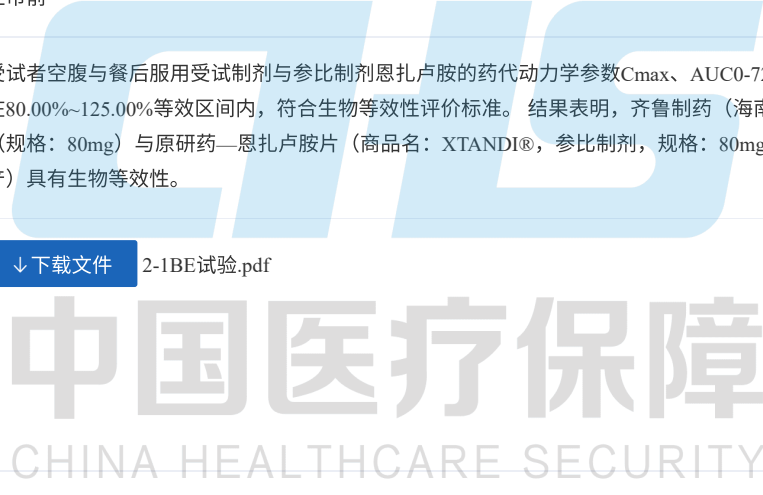 试者空腹与餐后服用受试制剂与参比制剂恩扎卢胺的药代动力学参数Cmax、AUC0-72
80.00%~125.00%等效区间内，符合生物等效性评价标准。 结果表明，齐鲁制药（海南
（规格：80mg）与原研药—恩扎卢胺片（商品名：XTANDI®，参比制剂，规格：80mg
）具有生物等效性。
↓下载文件 2-1BE试验.pdf
CHS
中国医疗保障
CHINA HEALTHCARE SECURITY